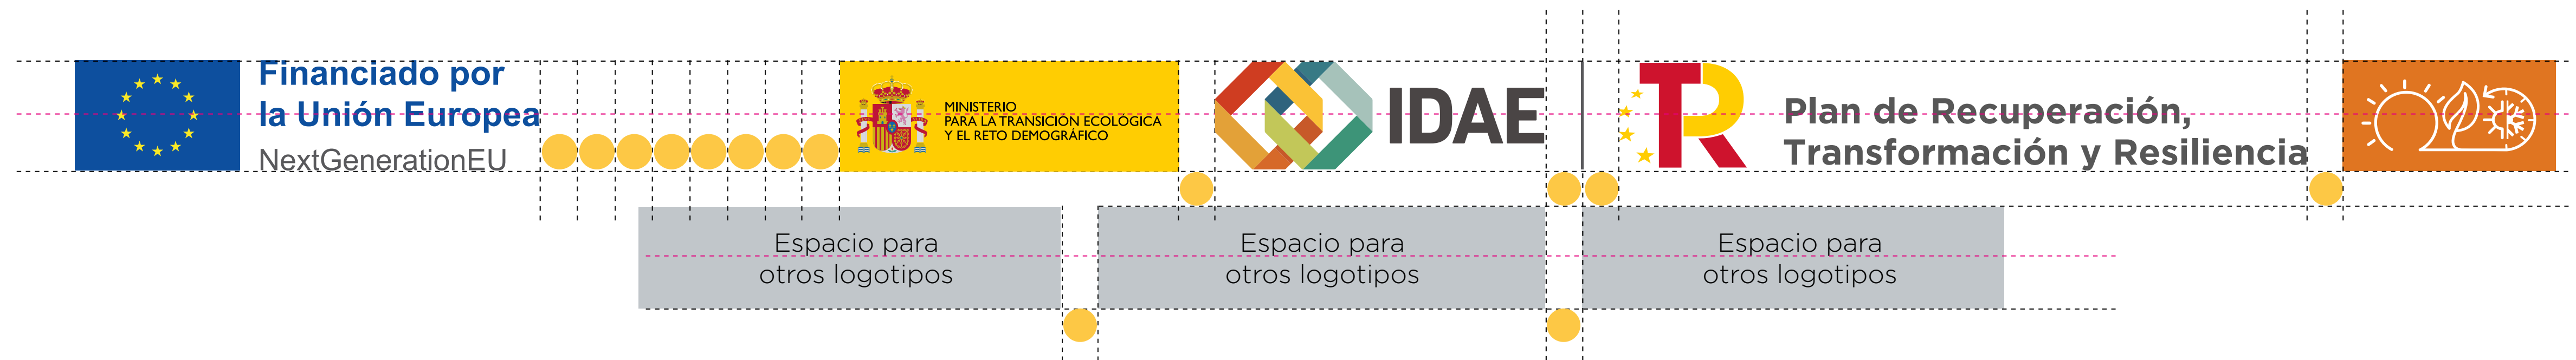 Financiado por
la Unión Europea
NextGenerationEU
MINISTERIO
PARA LA TRANSICIÓN ECOLÓGICA
Y EL RETO DEMOGRÁFICO
IDAE
TR
Plan de Recuperación,
Transformación y Resiliencia
Espacio para
otros logotipos
Espacio para
otros logotipos
Espacio para
otros logotipos